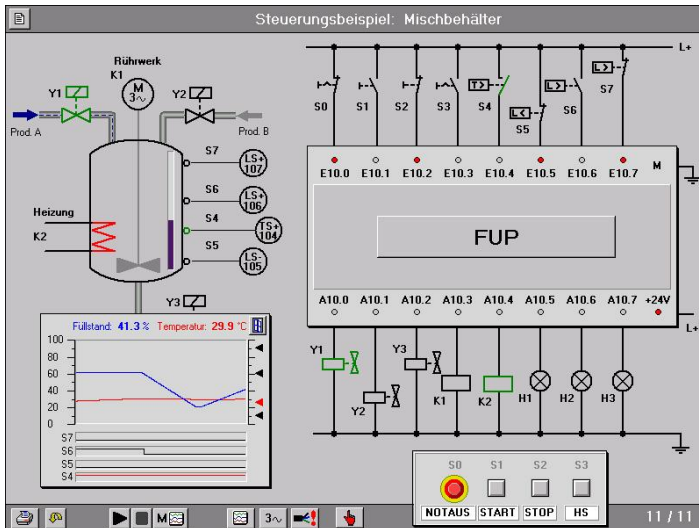 Steuerungsbeispiel: Mischbehälter
Rührwerk
K1
M
3~
Y1
Y2
Prod. A
Prod. B
S7
LS+
107
S6
LS+
106
S4
TS+
104
S5
LS-
105
Heizung
K2
Y3
L+
S0
S1
S2
S3
S4
S5
S6
S7
T>
L<
L>
L>
E10.0
E10.1
E10.2
E10.3
E10.4
E10.5
E10.6
E10.7
M
FUP
A10.0
A10.1
A10.2
A10.3
A10.4
A10.5
A10.6
A10.7
+24V
L+
Y1
Y2
Y3
K1
K2
H1
H2
H3
Füllstand: 41.3 % Temperatur: 29.9 °C
100
80
60
40
20
0
S7
S6
S5
S4
S0
S1
S2
S3
NOTAUS
START
STOP
HS
M
3~
11 / 11